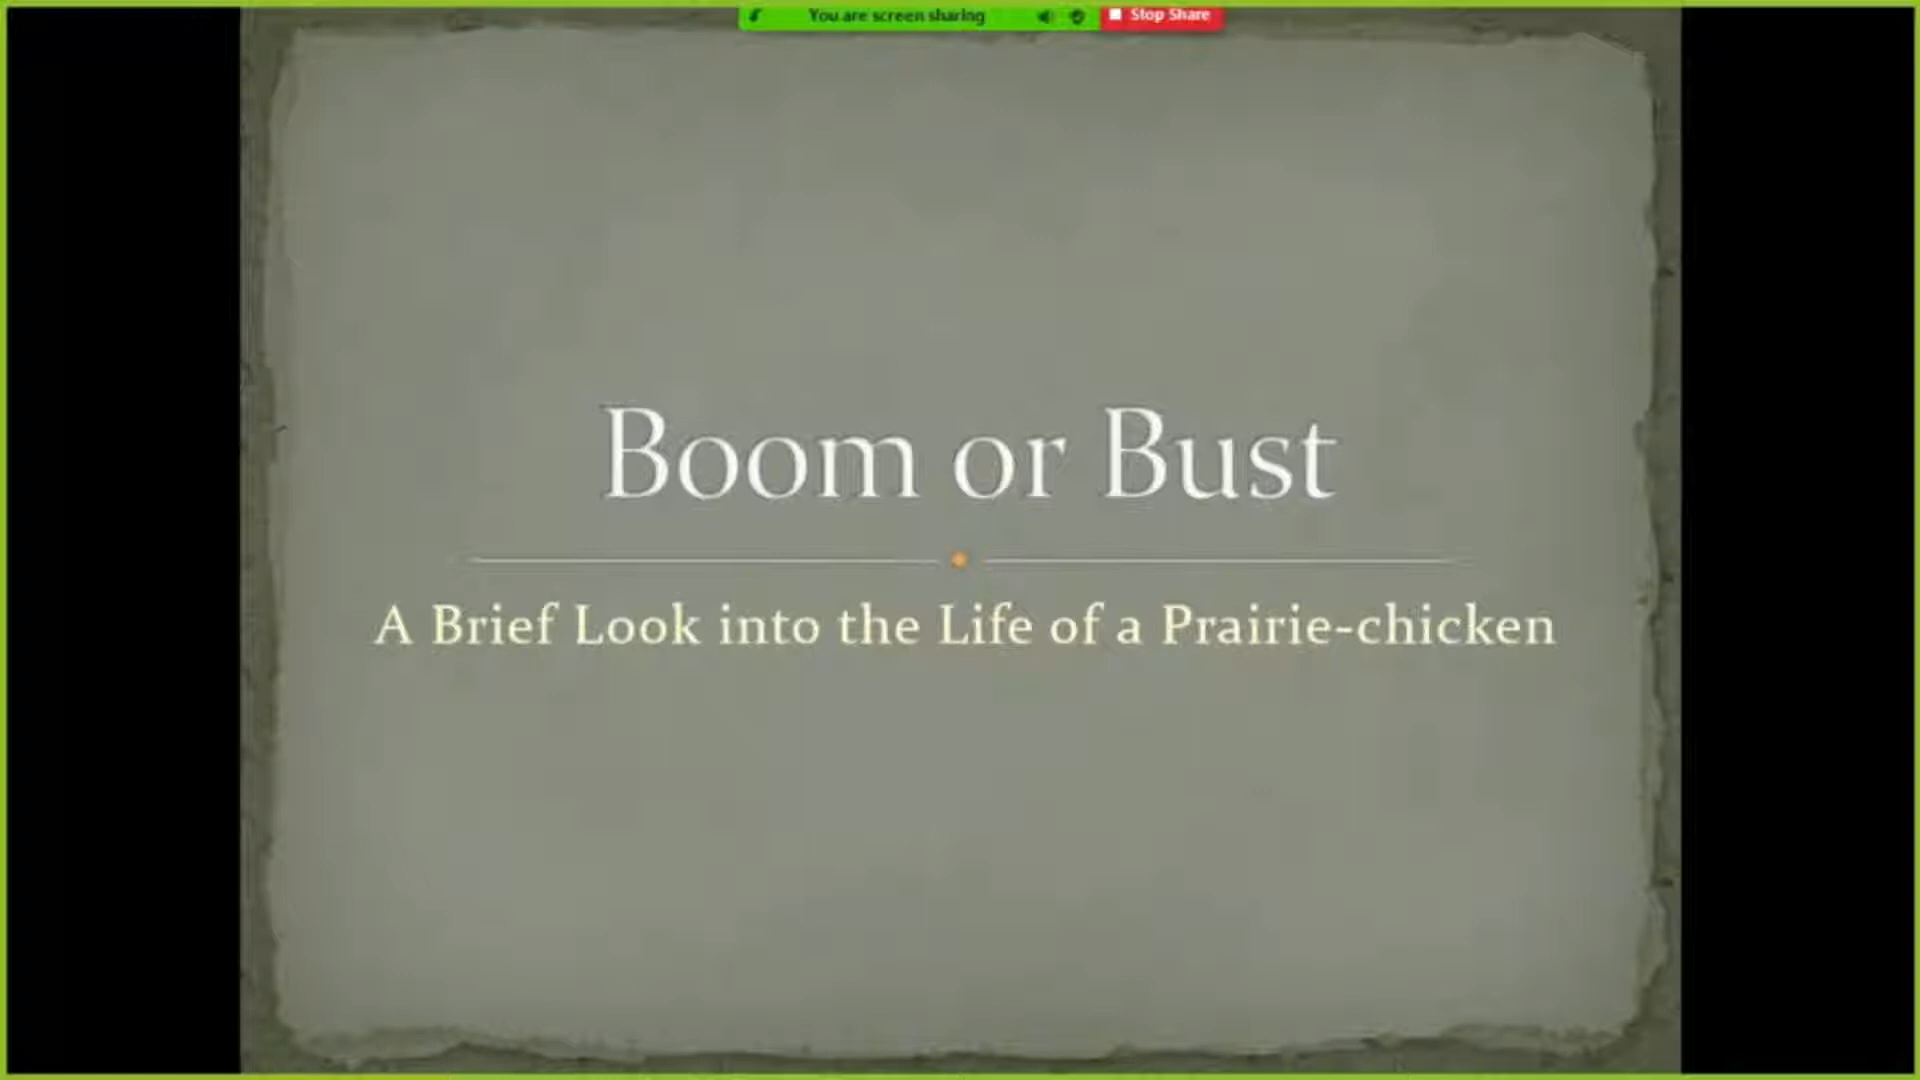 You are screen sharing
Stop Share
Boom or Bust
A Brief Look into the Life of a Prairie-chicken